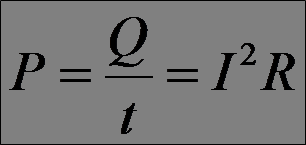 P = Q/t = I²R